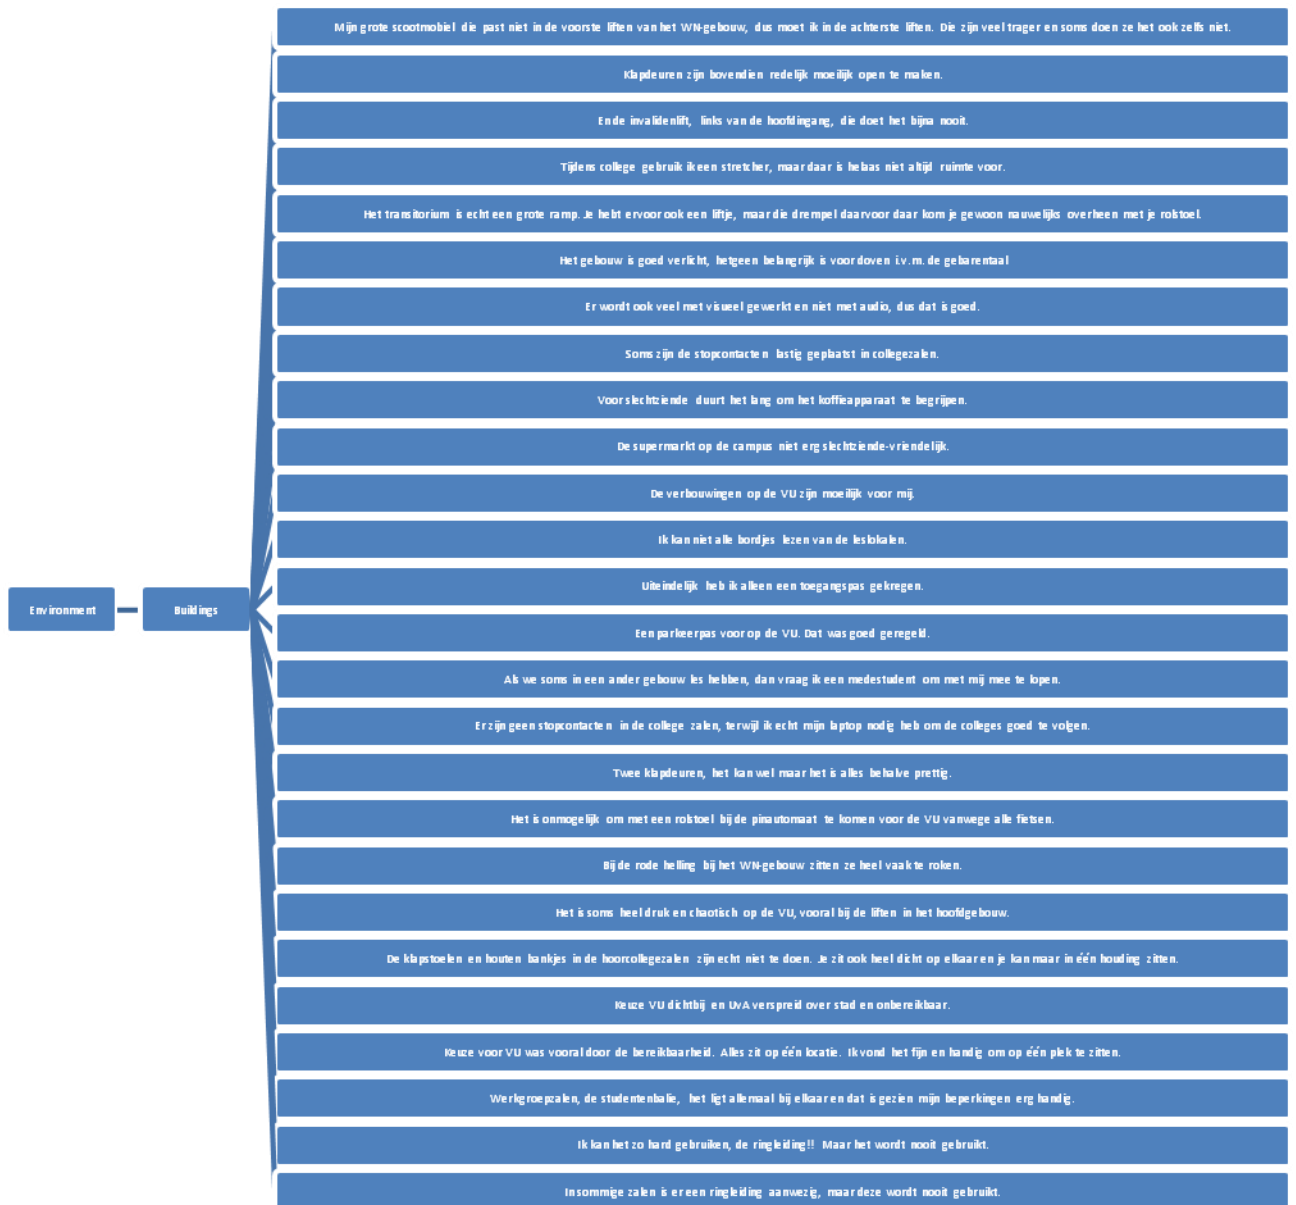 Mijn grote scootmobiel die past niet in de voorste liften van het WN-gebouw, dus moet ik in de achterste liften. Die zijn veel trager en soms doen ze het ook zelfs niet.
Klapdeuren zijn bovendien redelijk moeilijk open te maken.
En de invalidenlift, links van de hoofdingang, die doet het bijna nooit.
Tijdens college gebruik ik een stretcher, maar daar is helaas niet altijd ruimte voor.
Het transitorium is echt een grote ramp. Je hebt ervoor ook een liftje, maar die drempel daarvoor daar kom je gewoon nauwelijks overheen met je rolstoel.
Het gebouw is goed verlicht, hetgeen belangrijk is voor doven i.v.m. de gebarentaal
Er wordt ook veel met visueel gewerkt en niet met audio, dus dat is goed.
Soms zijn de stopcontacten lastig geplaatst in collegezalen.
Voor slechtziende duurt het lang om het koffieapparaat te begrijpen.
De supermarkt op de campus niet erg slechtziende-vriendelijk.
De verbouwingen op de VU zijn moeilijk voor mij.
Ik kan niet alle bordjes lezen van de leslokalen.
Uiteindelijk heb ik alleen een toegangspas gekregen.
Environment
Buildings
Een parkeerpas voor op de VU. Dat was goed geregeld.
Als we soms in een ander gebouw les hebben, dan vraag ik een medestudent om met mij mee te lopen.
Er zijn geen stopcontacten in de college zalen, terwijl ik echt mijn laptop nodig heb om de colleges goed te volgen.
Twee klapdeuren, het kan wel maar het is alles behalve prettig.
Het is onmogelijk om met een rolstoel bij de pinautomaat te komen voor de VU vanwege alle fietsen.
Bij de rode helling bij het WN-gebouw zitten ze heel vaak te roken.
Het is soms heel druk en chaotisch op de VU, vooral bij de liften in het hoofdgebouw.
De klapstoelen en houten bankjes in de hoorcollegezalen zijn echt niet te doen. Je zit ook heel dicht op elkaar en je kan maar in één houding zitten.
Keuze VU dichtbij en UvA verspreid over stad en onbereikbaar.
Keuze voor VU was vooral door de bereikbaarheid. Alles zit op één locatie. Ik vond het fijn en handig om op één plek te zitten.
Werkgroepzalen, de studentenbalie, het ligt allemaal bij elkaar en dat is gezien mijn beperkingen erg handig.
Ik kan het zo hard gebruiken, de ringleiding!! Maar het wordt nooit gebruikt.
In sommige zalen is er een ringleiding aanwezig, maar deze wordt nooit gebruikt.